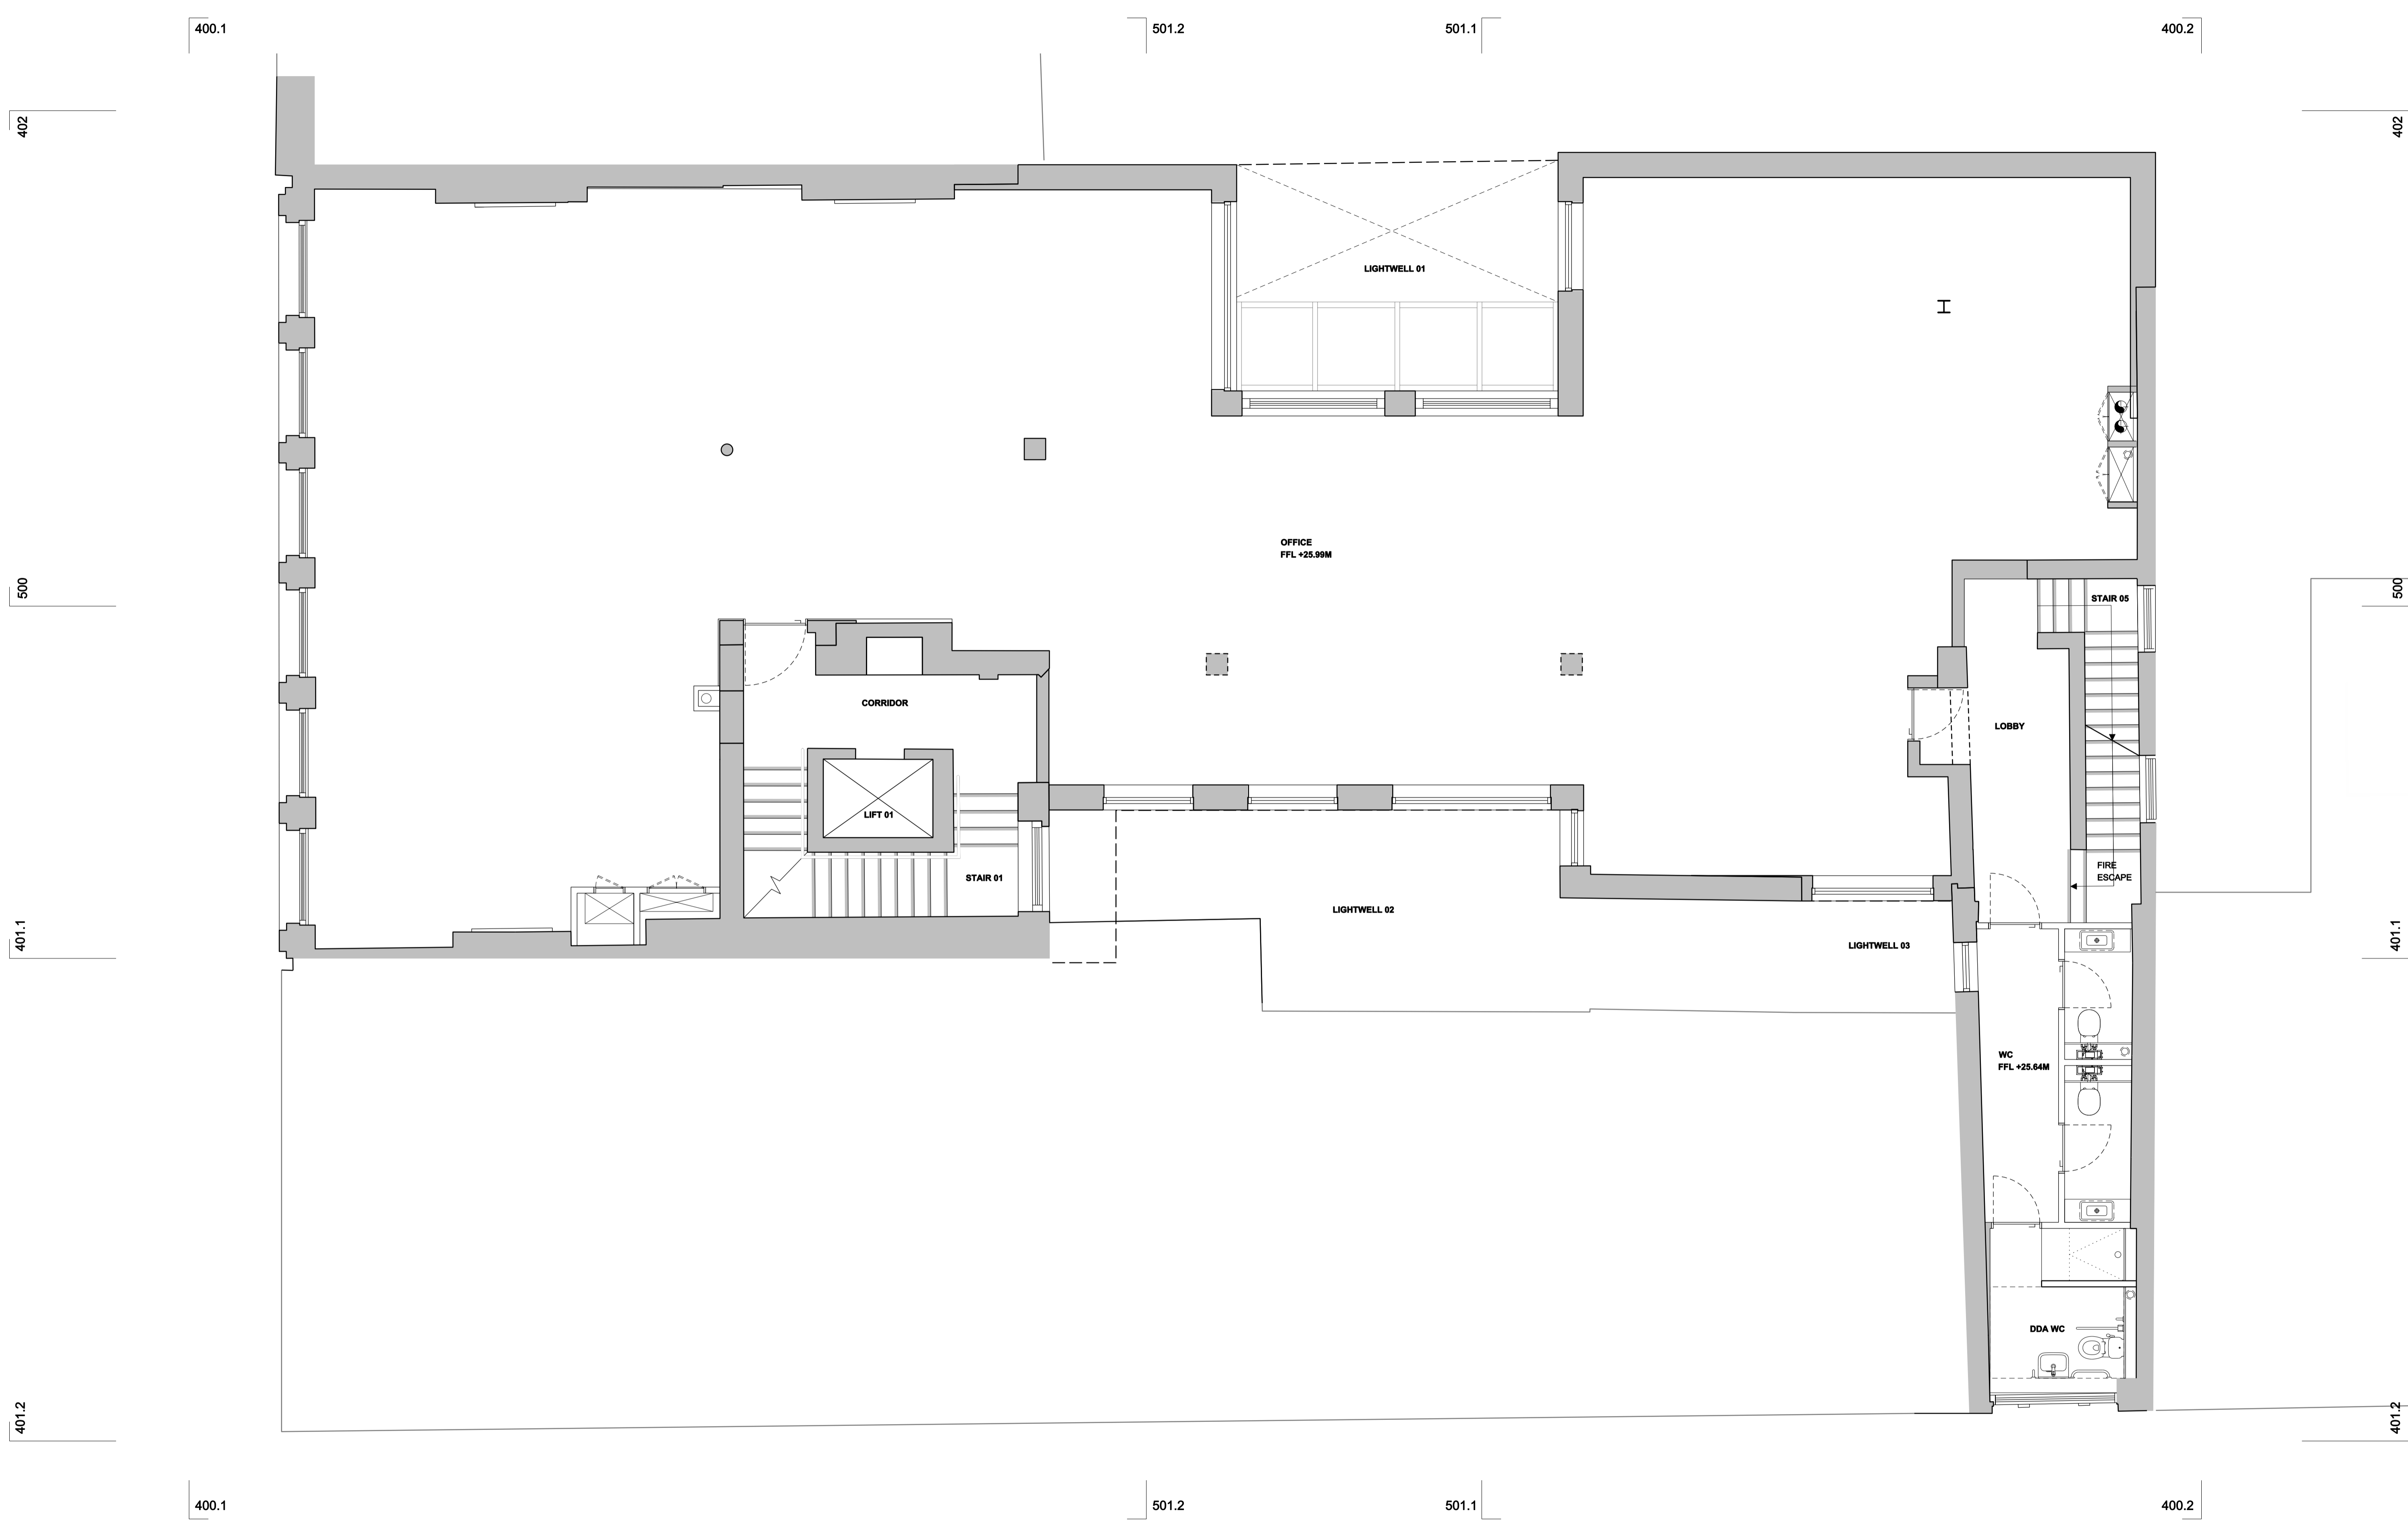 400.1
501.2
501.1
400.2
402
402
LIGHTWELL 01
OFFICE
FFL +25.99M
500
500
STAIR 05
CORRIDOR
LOBBY
LIFT 01
STAIR 01
FIRE
ESCAPE
LIGHTWELL 02
LIGHTWELL 03
401.1
401.1
WC
FFL +25.64M
DDA WC
401.2
401.2
400.1
501.2
501.1
400.2